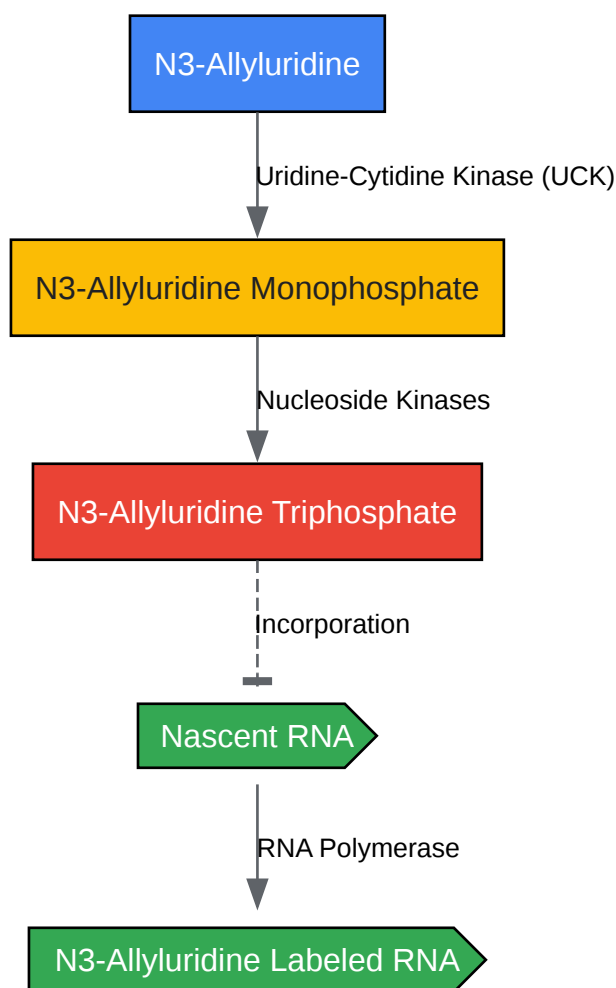 N3-Allyluridine
Uridine-Cytidine Kinase (UCK)
N3-Allyluridine Monophosphate
Nucleoside Kinases
N3-Allyluridine Triphosphate
Incorporation
Nascent RNA
RNA Polymerase
N3-Allyluridine Labeled RNA